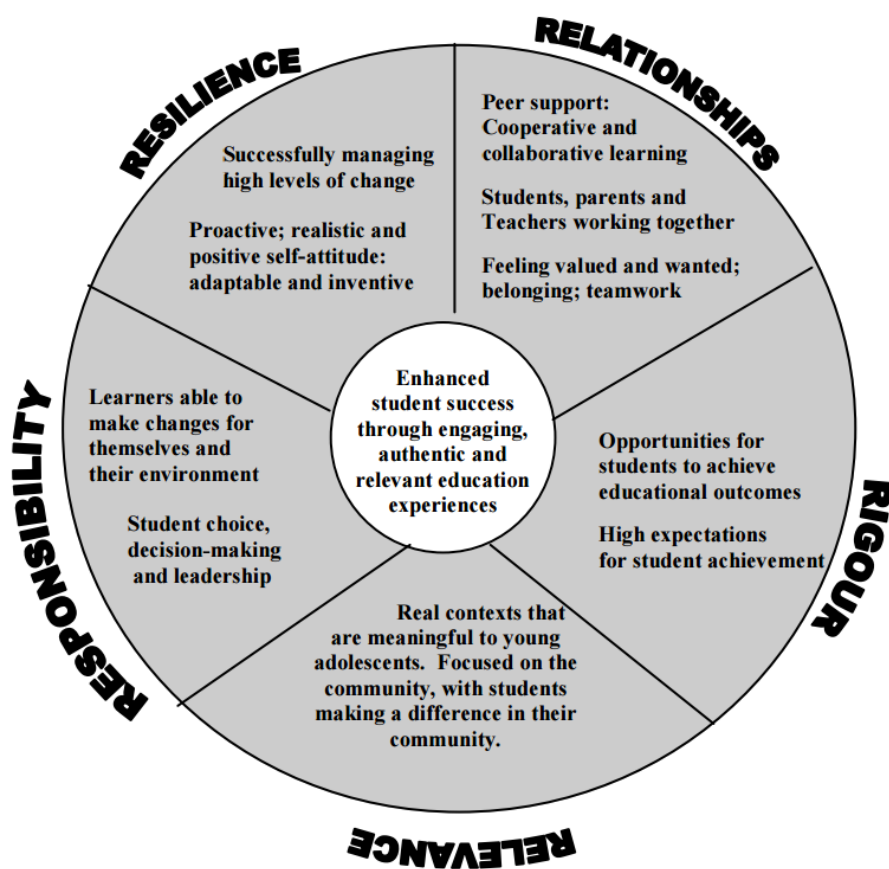 RESILIENCE
Successfully managing
high levels of change
Proactive; realistic and
positive self-attitude:
adaptable and inventive
RELATIONSHIPS
Peer support:
Cooperative and
collaborative learning
Students, parents and
Teachers working together
Feeling valued and wanted;
belonging; teamwork
RIGOUR
Opportunities for
students to achieve
educational outcomes
High expectations
for student achievement
RELEVANCE
Real contexts that
are meaningful to young
adolescents. Focused on the
community, with students
making a difference in their
community.
RESPONSIBILITY
Learners able to
make changes for
themselves and
their environment
Student choice,
decision-making
and leadership
Enhanced
student success
through engaging,
authentic and
relevant education
experiences